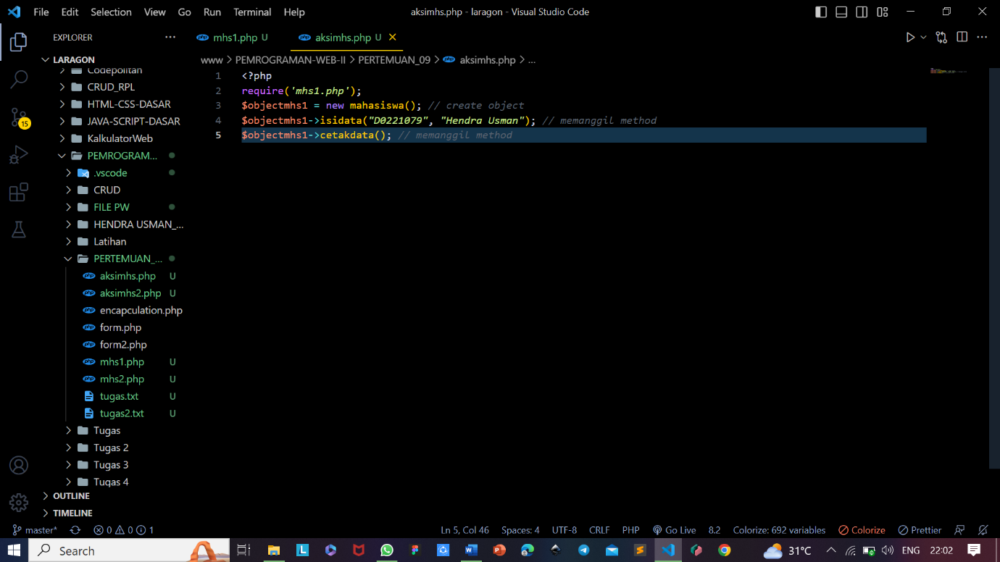 File Edit Selection View Go Run Terminal Help
aksimhs.php - laragon - Visual Studio Code
EXPLORER ...
mhs1.php U
aksimhs.php U
LARAGON
www > PEMROGRAMAN-WEB-II > PERTEMUAN_09 > aksimhs.php > ...
Codepolitan
CRUD_RPL
HTML-CSS-DASAR
JAVA-SCRIPT-DASAR
KalkulatorWeb
PEMROGRAM...
.vscode
CRUD
FILE PW
HENDRA USMAN_...
Latihan
PERTEMUAN_...
aksimhs.php U
aksimhs2.php U
encapculation.php
form.php
form2.php
mhs1.php U
mhs2.php U
tugas.txt U
tugas2.txt U
Tugas
Tugas 2
Tugas 3
Tugas 4
OUTLINE
TIMELINE
15
1 <?php
2 require('mhs1.php');
3 $objectmhs1 = new mahasiswa(); // create object
4 $objectmhs1->isidata("D0221079", "Hendra Usman"); // memanggil method
5 $objectmhs1->cetakdata(); // memanggil method
master* 0 0 1
Ln 5, Col 46 Spaces: 4 UTF-8 CRLF PHP Go Live 8.2 Colorize: 692 variables Colorize Prettier
Search
31°C ENG 22:02